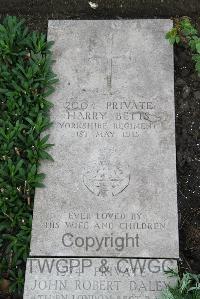 PRIVATE
HARRY BETTS
YORKSHIRE REGIMENT
1ST MAY 1915
EVER LOVED BY
HIS WIFE AND CHILDREN
Copyright
TWGPP & CWGC
PRIVATE
JOHN ROBERT DALEY